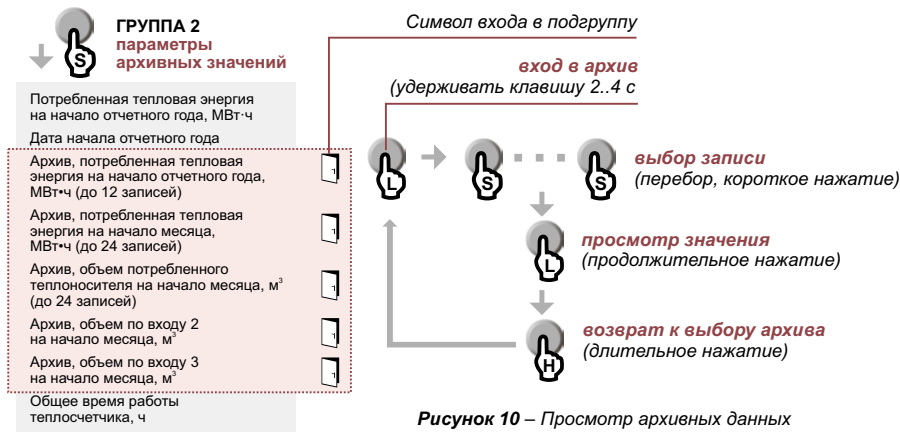 ГРУППА 2
параметры
архивных значений
S
Потребленная тепловая энергия
на начало отчетного года, МВт·ч
Дата начала отчетного года
Архив, потребленная тепловая
энергия на начало отчетного года,
МВт•ч (до 12 записей)
Архив, потребленная тепловая
энергия на начало месяца,
МВт•ч (до 24 записей)
Архив, объем потребленного
теплоносителя на начало месяца, м³
(до 24 записей)
Архив, объем по входу 2
на начало месяца, м³
Архив, объем по входу 3
на начало месяца, м³
Общее время работы
теплосчетчика, ч
Символ входа в подгруппу
вход в архив
(удерживать клавишу 2..4 с
L
S
S
выбор записи
(перебор, короткое нажатие)
L
просмотр значения
(продолжительное нажатие)
H
возврат к выбору архива
(длительное нажатие)
Рисунок 10 – Просмотр архивных данных